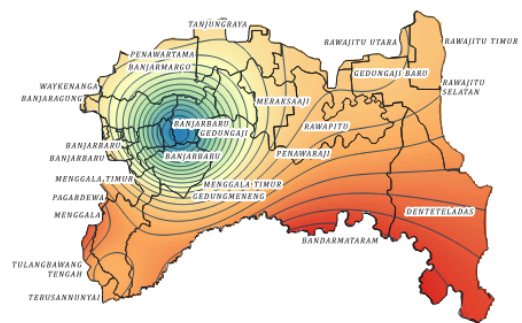 TANJUNGRAYA
RAWAJITU UTARA
RAWAJITU TIMUR
PENAWARTAMA
BANJARMARGO
GEDUNGAJI BARU
WAYKENANGA
RAWAJITU
SELATAN
BANJARAGUNG
MERAKSAAJI
BANJARBARU
GEDUNGAJI
RAWAPITU
BANJARBARU
BANJARBARU
BANJARBARU
PENAWARAJI
MENGGALA TIMUR
MENGGALA TIMUR
PAGARDEWA
GEDUNGMENENG
MENGGALA
DENTETELADAS
BANDARMATARAM
TULANGBAWANG
TENGAH
TERUSANNUNYAI